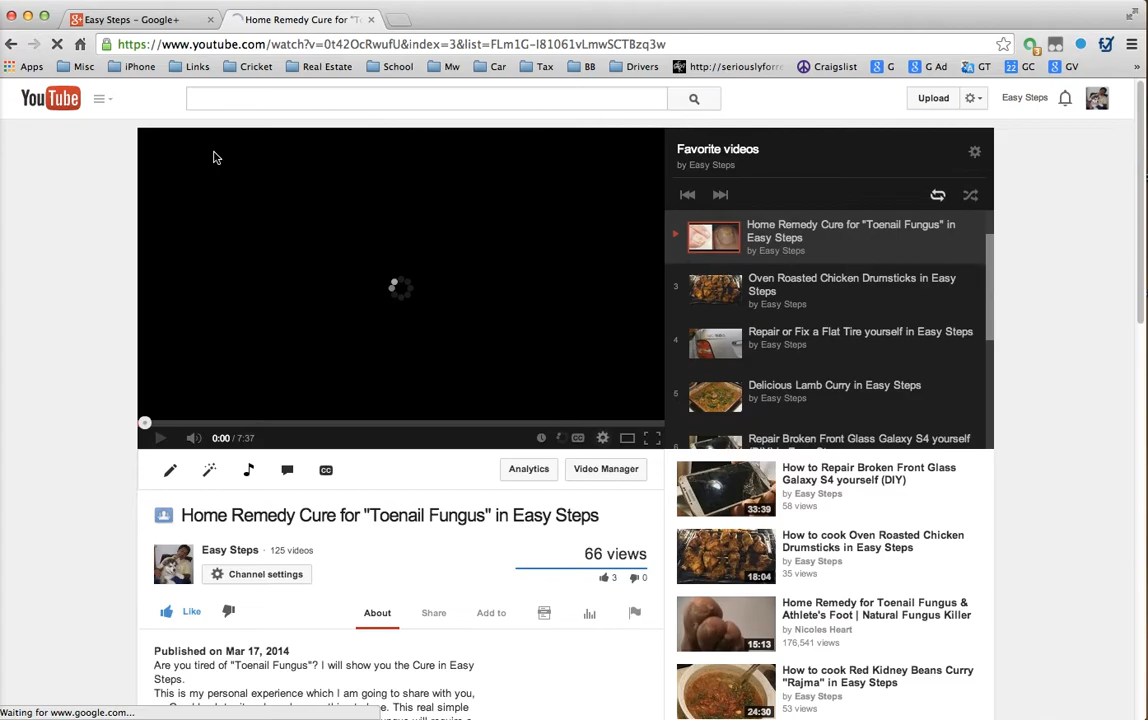 Easy Steps - Google+
Home Remedy Cure for "T
https://www.youtube.com/watch?v=0t42OcRwufU&index=3&list=FLm1G-I81061vLmwSCTBzq3w
Apps Misc iPhone Links Cricket Real Estate School Mw Car Tax BB Drivers http://seriouslyforre Craigslist G G Ad GT GC GV »
YouTube
Upload
Easy Steps
Favorite videos
by Easy Steps
Home Remedy Cure for "Toenail Fungus" in
Easy Steps
by Easy Steps
3
Oven Roasted Chicken Drumsticks in Easy
Steps
by Easy Steps
4
Repair or Fix a Flat Tire yourself in Easy Steps
by Easy Steps
5
Delicious Lamb Curry in Easy Steps
by Easy Steps
Repair Broken Front Glass Galaxy S4 yourself
0:00 / 7:37
CC
CC
Analytics
Video Manager
Home Remedy Cure for "Toenail Fungus" in Easy Steps
Easy Steps · 125 videos
Channel settings
66 views
3 0
Like
About Share Add to
Published on Mar 17, 2014
Are you tired of "Toenail Fungus"? I will show you the Cure in Easy
Steps.
This is my personal experience which I am going to share with you,
How to Repair Broken Front Glass
Galaxy S4 yourself (DIY)
by Easy Steps
58 views
33:39
How to cook Oven Roasted Chicken
Drumsticks in Easy Steps
by Easy Steps
35 views
18:04
Home Remedy for Toenail Fungus &
Athlete's Foot | Natural Fungus Killer
by Nicoles Heart
176,541 views
15:13
How to cook Red Kidney Beans Curry
"Rajma" in Easy Steps
by Easy Steps
53 views
24:30
Waiting for www.google.com...